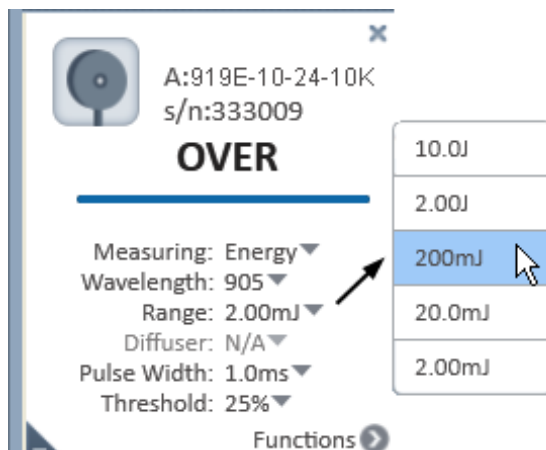 A:919E-10-24-10K
s/n:333009
OVER
Measuring: Energy
Wavelength: 905
Range: 2.00mJ
Diffuser: N/A
Pulse Width: 1.0ms
Threshold: 25%
Functions
10.0J
2.00J
200mJ
20.0mJ
2.00mJ